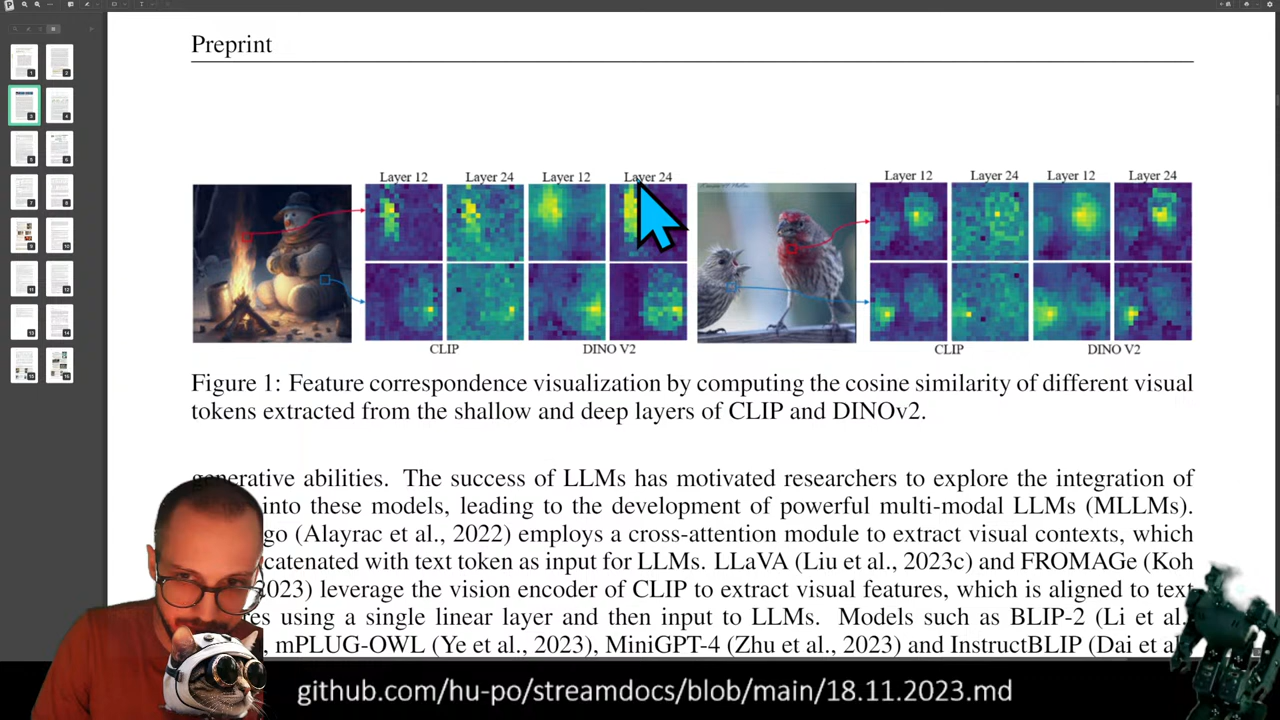 Preprint
Layer 12 Layer 24 Layer 12 Layer 24 Layer 12 Layer 24 Layer 12 Layer 24
CLIP DINO V2 CLIP DINO V2
Figure 1: Feature correspondence visualization by computing the cosine similarity of different visual
tokens extracted from the shallow and deep layers of CLIP and DINOv2.
generative abilities. The success of LLMs has motivated researchers to explore the integration of
into these models, leading to the development of powerful multi-modal LLMs (MLLMs).
go (Alayrac et al., 2022) employs a cross-attention module to extract visual contexts, which
catenated with text token as input for LLMs. LLaVA (Liu et al., 2023c) and FROMAGe (Koh
2023) leverage the vision encoder of CLIP to extract visual features, which is aligned to text
es using a single linear layer and then input to LLMs. Models such as BLIP-2 (Li et al.,
mPLUG-OWL (Ye et al., 2023), MiniGPT-4 (Zhu et al., 2023) and InstructBLIP (Dai et al
github.com/hu-po/streamdocs/blob/main/18.11.2023.md